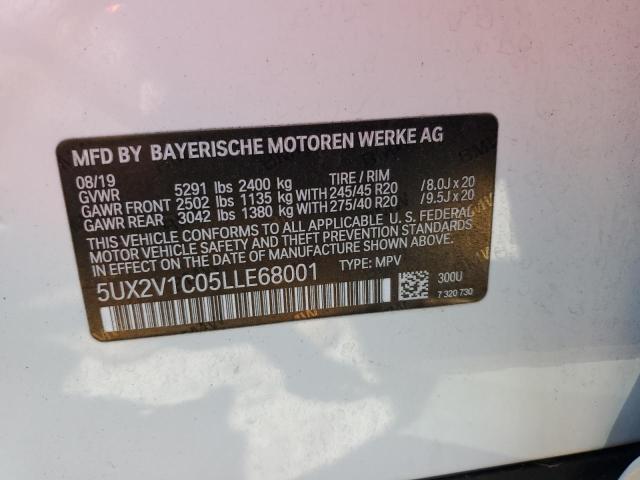 MFD BY BAYERISCHE MOTOREN WERKE AG
08/19 TIRE / RIM
GVWR 5291 lbs 2400 kg
GAWR FRONT 2502 lbs 1135 kg WITH 245/45 R20 / 8.0J x 20
GAWR REAR 3042 lbs 1380 kg WITH 275/40 R20 / 9.5J x 20
THIS VEHICLE CONFORMS TO ALL APPLICABLE U. S. FEDERAL
MOTOR VEHICLE SAFETY AND THEFT PREVENTION STANDARDS
IN EFFECT ON THE DATE OF MANUFACTURE SHOWN ABOVE.
5UX2V1C05LLE68001 TYPE: MPV
300U
7 320 730